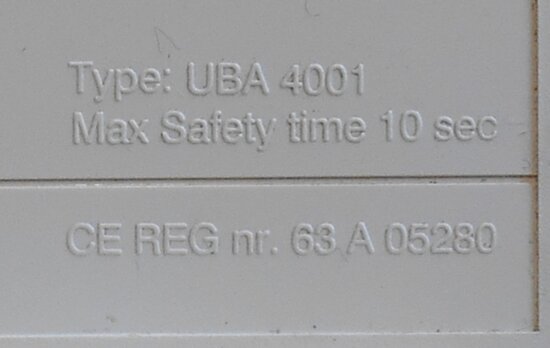 Type: UBA 4001
Max Safety time 10 sec
CE REG nr. 63 A 05280